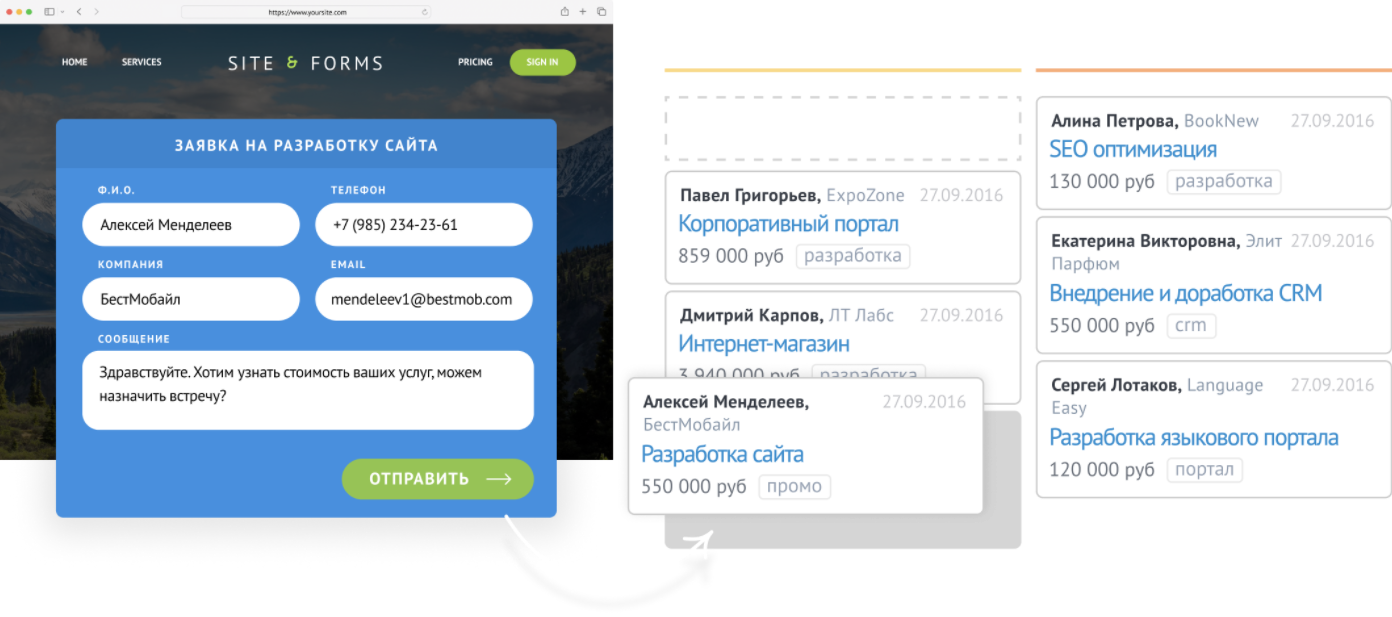 https://www.yoursite.com
HOME
SERVICES
SITE & FORMS
PRICING
SIGN IN
ЗАЯВКА НА РАЗРАБОТКУ САЙТА
Ф.И.О.
ТЕЛЕФОН
Алексей Менделеев
+7 (985) 234-23-61
КОМПАНИЯ
EMAIL
БестМобайл
mendeleev1@bestmob.com
СООБЩЕНИЕ
Здравствуйте. Хотим узнать стоимость ваших услуг, можем
назначить встречу?
ОТПРАВИТЬ
Павел Григорьев, ExpoZone 27.09.2016
Корпоративный портал
859 000 руб разработка
Дмитрий Карпов, ЛТ Лабс 27.09.2016
Интернет-магазин
3 940 000 руб разработка
Алексей Менделеев, 27.09.2016
БестМобайл
Разработка сайта
550 000 руб промо
Алина Петрова, BookNew 27.09.2016
SEO оптимизация
130 000 руб разработка
Екатерина Викторовна, Элит 27.09.2016
Парфюм
Внедрение и доработка CRM
550 000 руб crm
Сергей Лотаков, Language 27.09.2016
Easy
Разработка языкового портала
120 000 руб портал